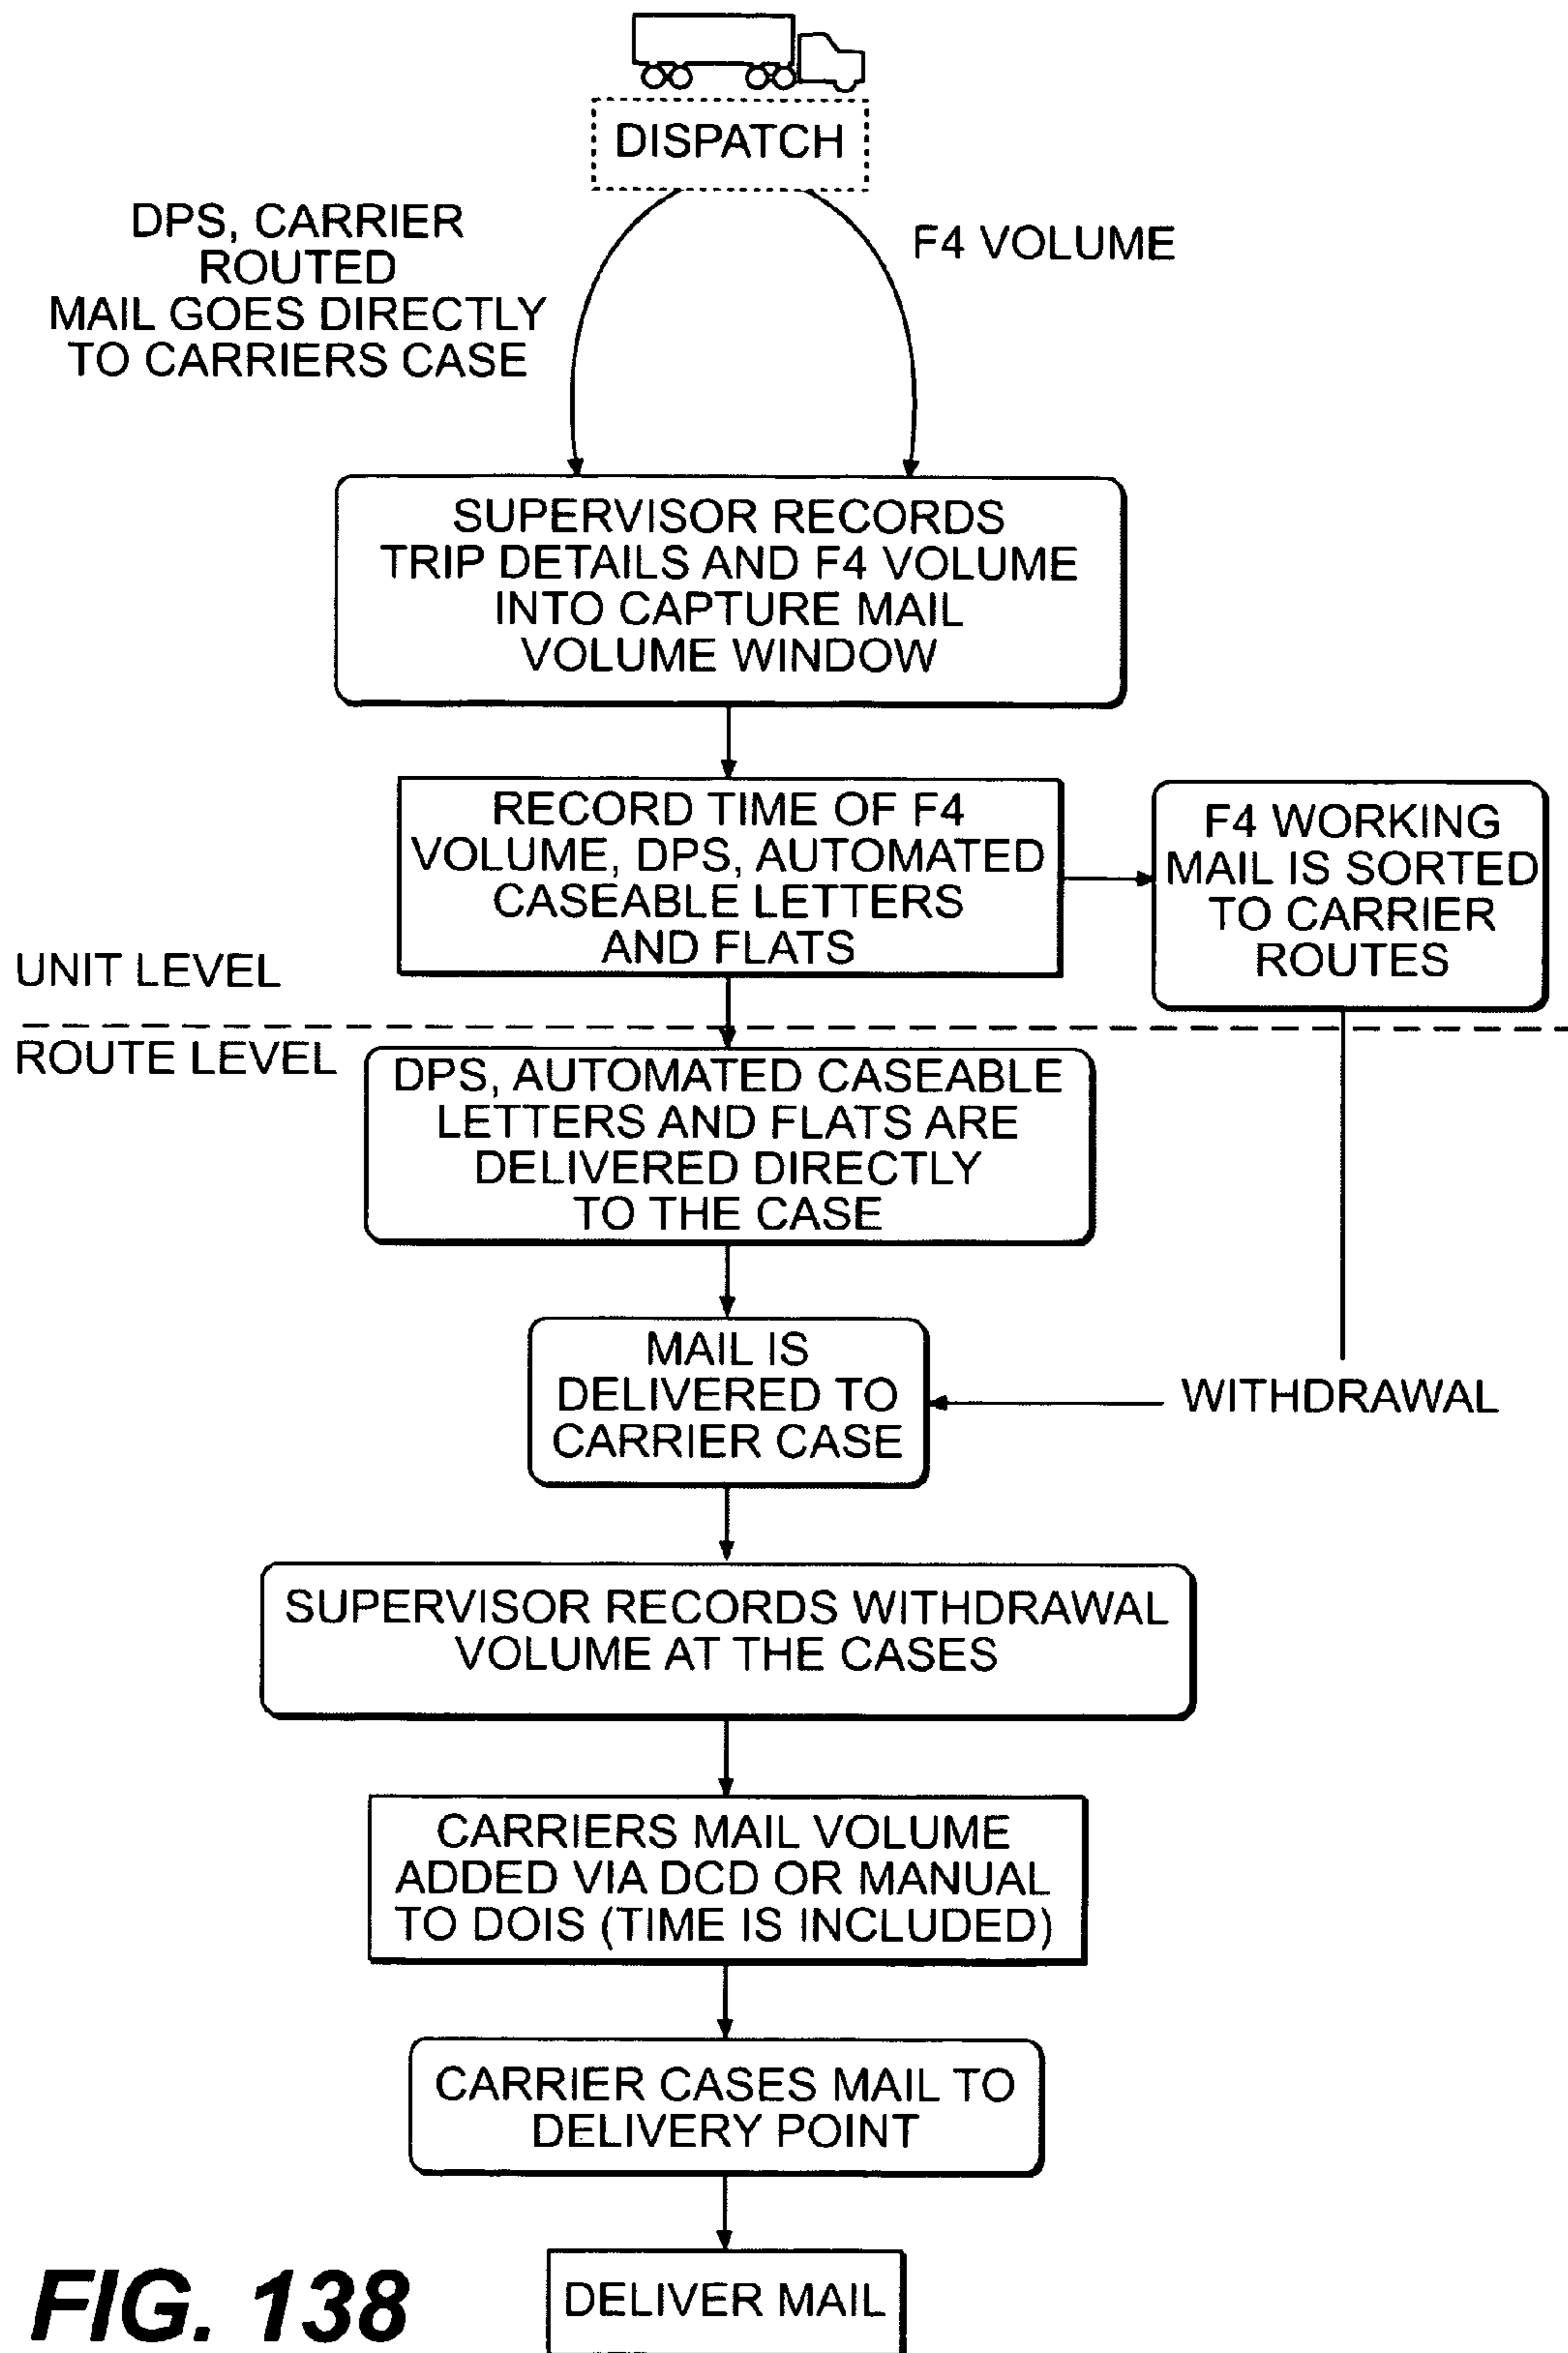 DISPATCH
DPS, CARRIER
ROUTED
MAIL GOES DIRECTLY
TO CARRIERS CASE
F4 VOLUME
SUPERVISOR RECORDS
TRIP DETAILS AND F4 VOLUME
INTO CAPTURE MAIL
VOLUME WINDOW
RECORD TIME OF F4
VOLUME, DPS, AUTOMATED
CASEABLE LETTERS
AND FLATS
F4 WORKING
MAIL IS SORTED
TO CARRIER
ROUTES
UNIT LEVEL
ROUTE LEVEL
DPS, AUTOMATED CASEABLE
LETTERS AND FLATS ARE
DELIVERED DIRECTLY
TO THE CASE
MAIL IS
DELIVERED TO
CARRIER CASE
WITHDRAWAL
SUPERVISOR RECORDS WITHDRAWAL
VOLUME AT THE CASES
CARRIERS MAIL VOLUME
ADDED VIA DCD OR MANUAL
TO DOIS (TIME IS INCLUDED)
CARRIER CASES MAIL TO
DELIVERY POINT
DELIVER MAIL
FIG. 138